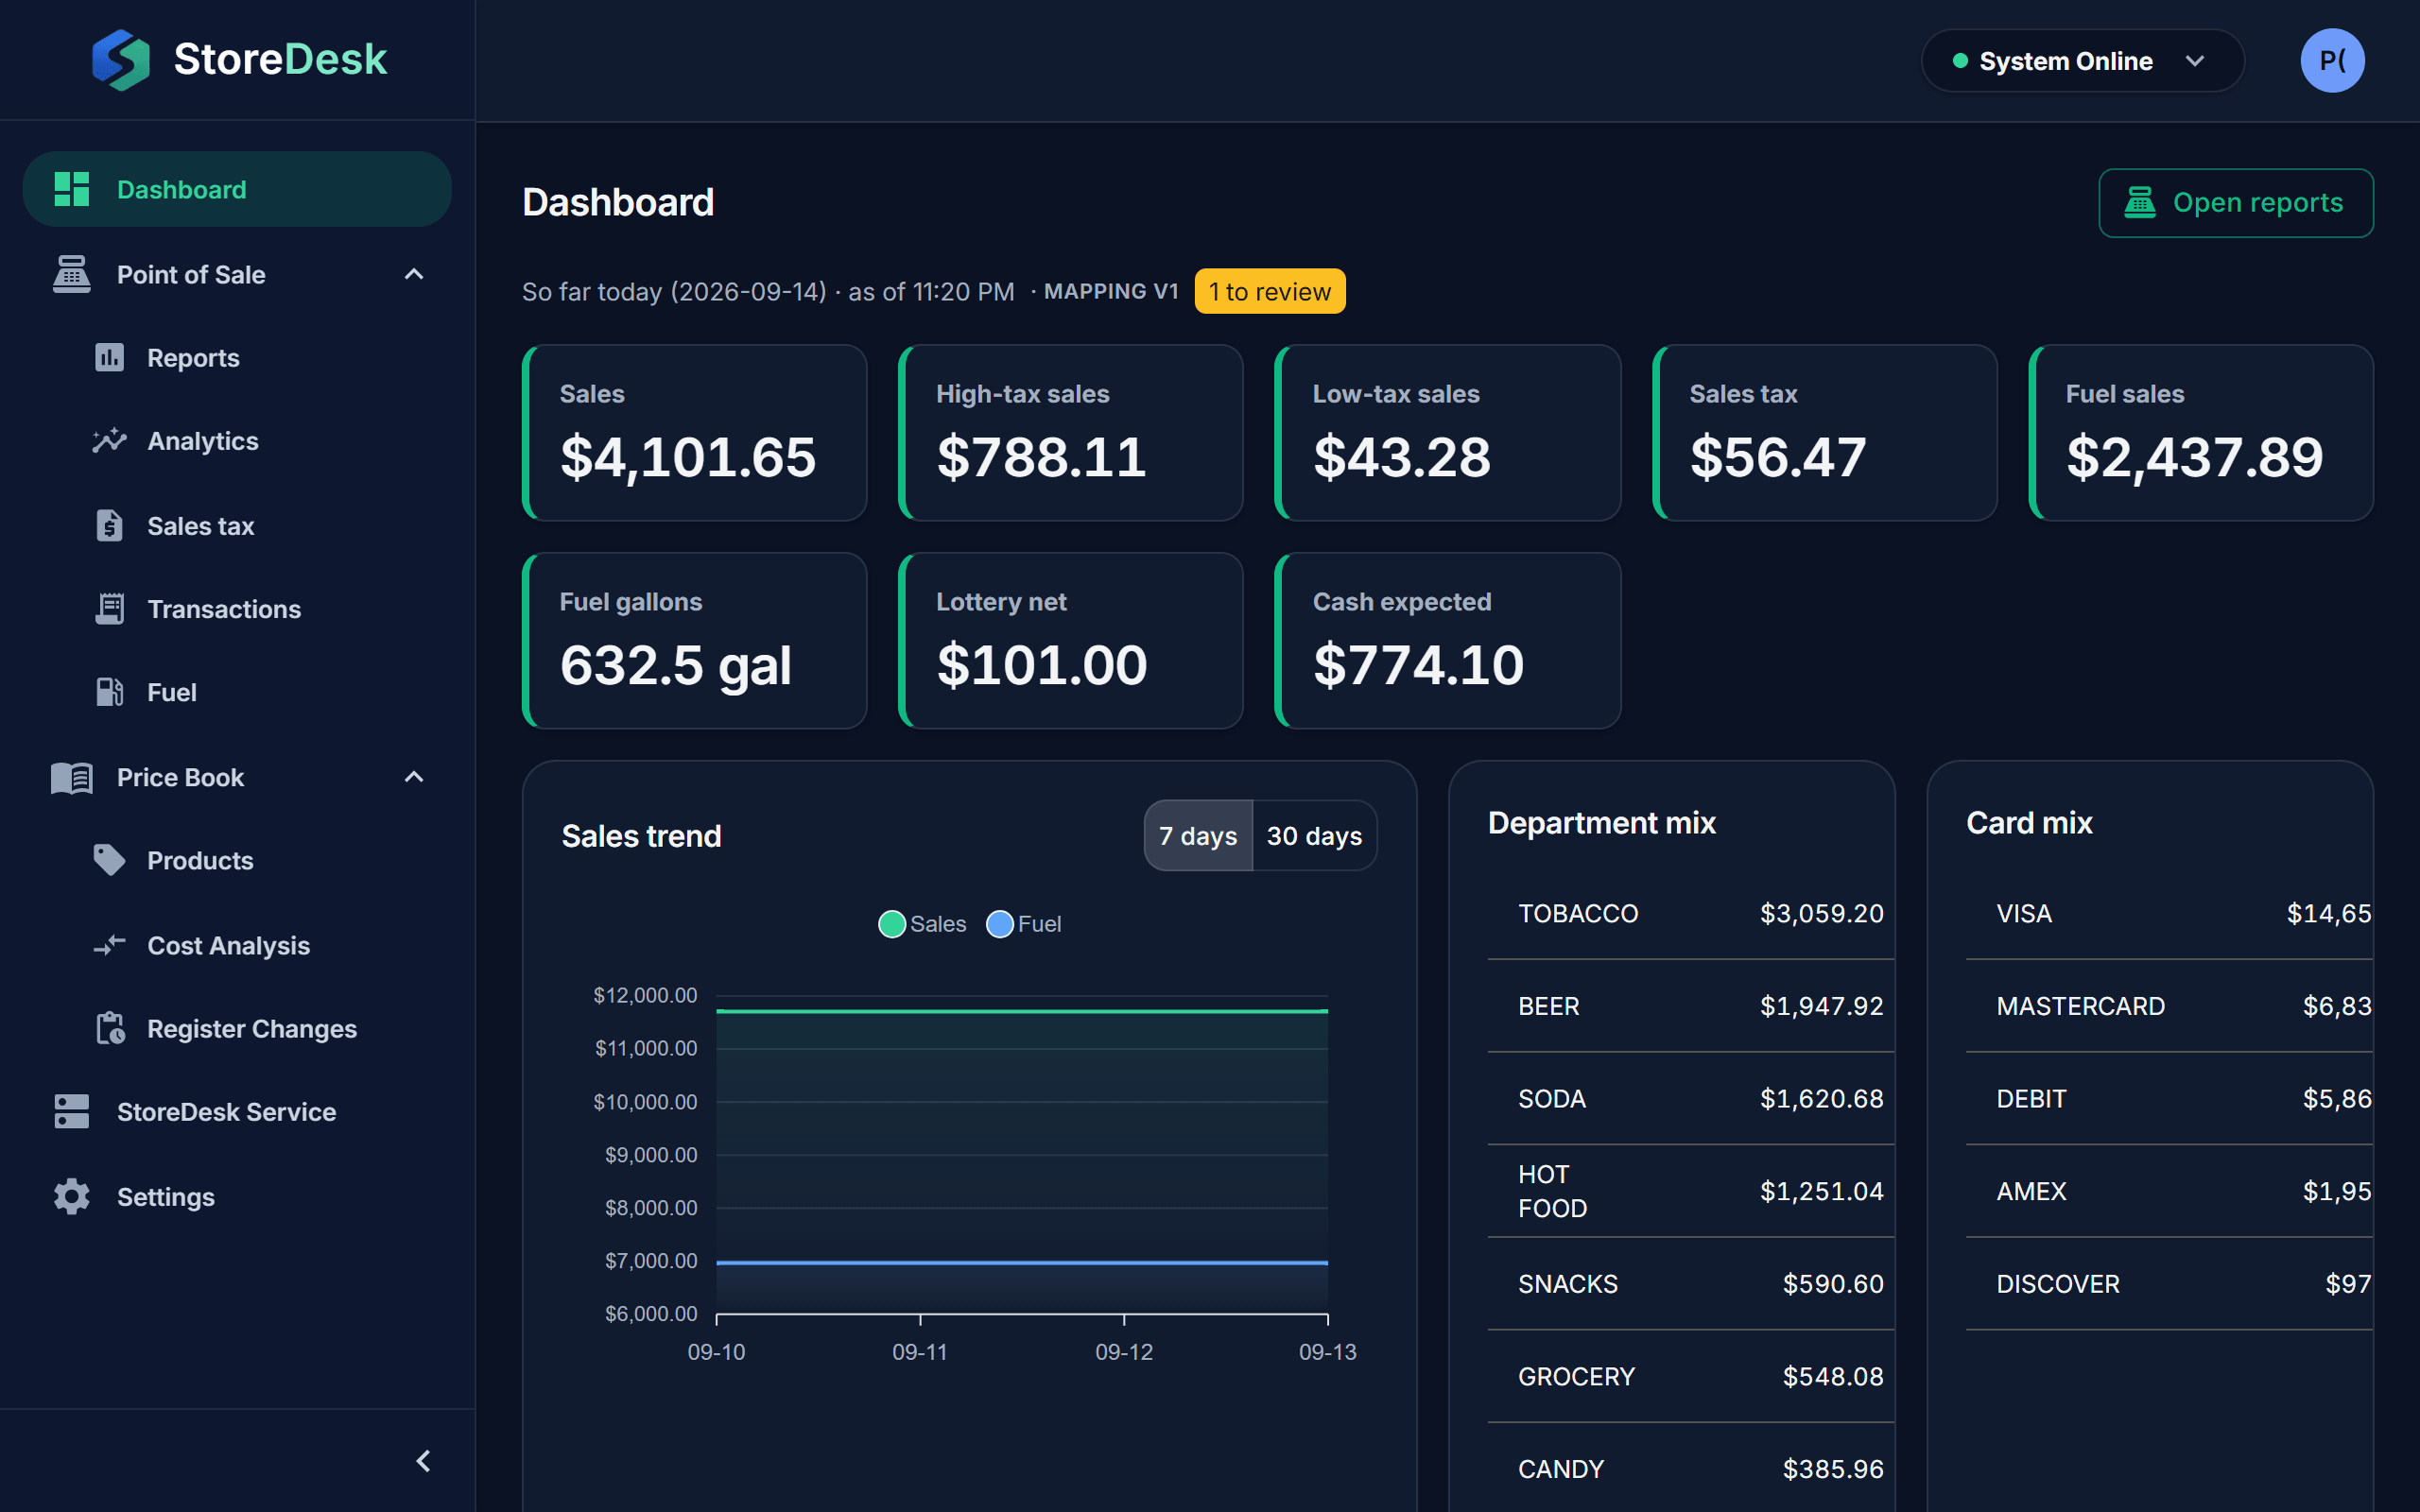 StoreDesk
System Online
P(
Dashboard
Point of Sale
Reports
Analytics
Sales tax
Transactions
Fuel
Price Book
Products
Cost Analysis
Register Changes
StoreDesk Service
Settings
Dashboard
Open reports
So far today (2026-09-14) · as of 11:20 PM · MAPPING V1 1 to review
Sales
$4,101.65
High-tax sales
$788.11
Low-tax sales
$43.28
Sales tax
$56.47
Fuel sales
$2,437.89
Fuel gallons
632.5 gal
Lottery net
$101.00
Cash expected
$774.10
Sales trend
7 days 30 days
Sales Fuel
$12,000.00
$11,000.00
$10,000.00
$9,000.00
$8,000.00
$7,000.00
$6,000.00
09-10 09-11 09-12 09-13
Department mix
TOBACCO $3,059.20
BEER $1,947.92
SODA $1,620.68
HOT
FOOD $1,251.04
SNACKS $590.60
GROCERY $548.08
CANDY $385.96
Card mix
VISA $14,65
MASTERCARD $6,83
DEBIT $5,86
AMEX $1,95
DISCOVER $97